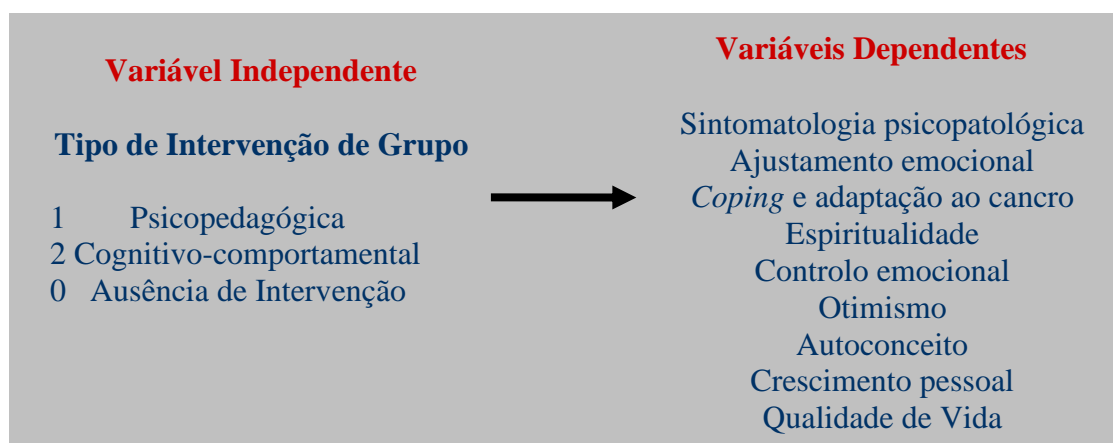 Variável Independente
Tipo de Intervenção de Grupo
1 Psicopedagógica
2 Cognitivo-comportamental
0 Ausência de Intervenção
Variáveis Dependentes
Sintomatologia psicopatológica
Ajustamento emocional
Coping e adaptação ao cancro
Espiritualidade
Controlo emocional
Otimismo
Autoconceito
Crescimento pessoal
Qualidade de Vida